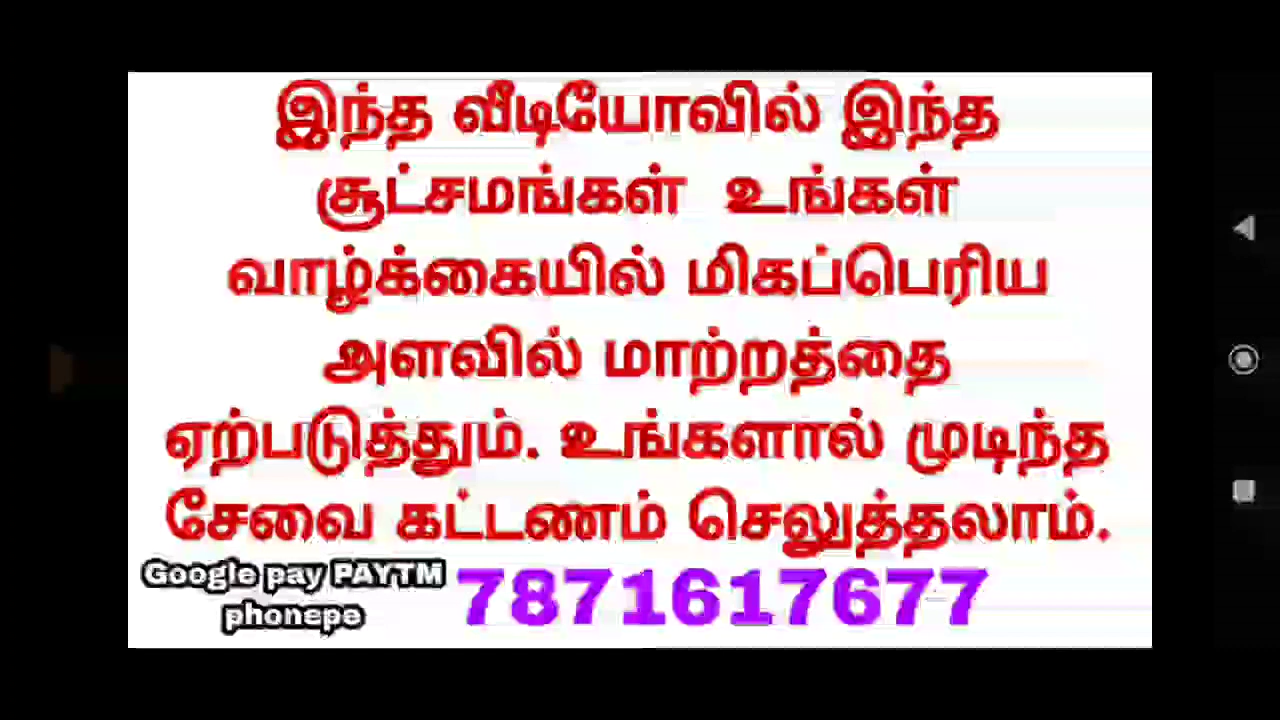 இந்த வீடியோவில் இந்த
சூட்சமங்கள் உங்கள்
வாழ்க்கையில் மிகப்பெரிய
அளவில் மாற்றத்தை
ஏற்படுத்தும். உங்களால் முடிந்த
சேவை கட்டணம் செலுத்தலாம்.
Google pay PAYTM
phonepe
7871617677